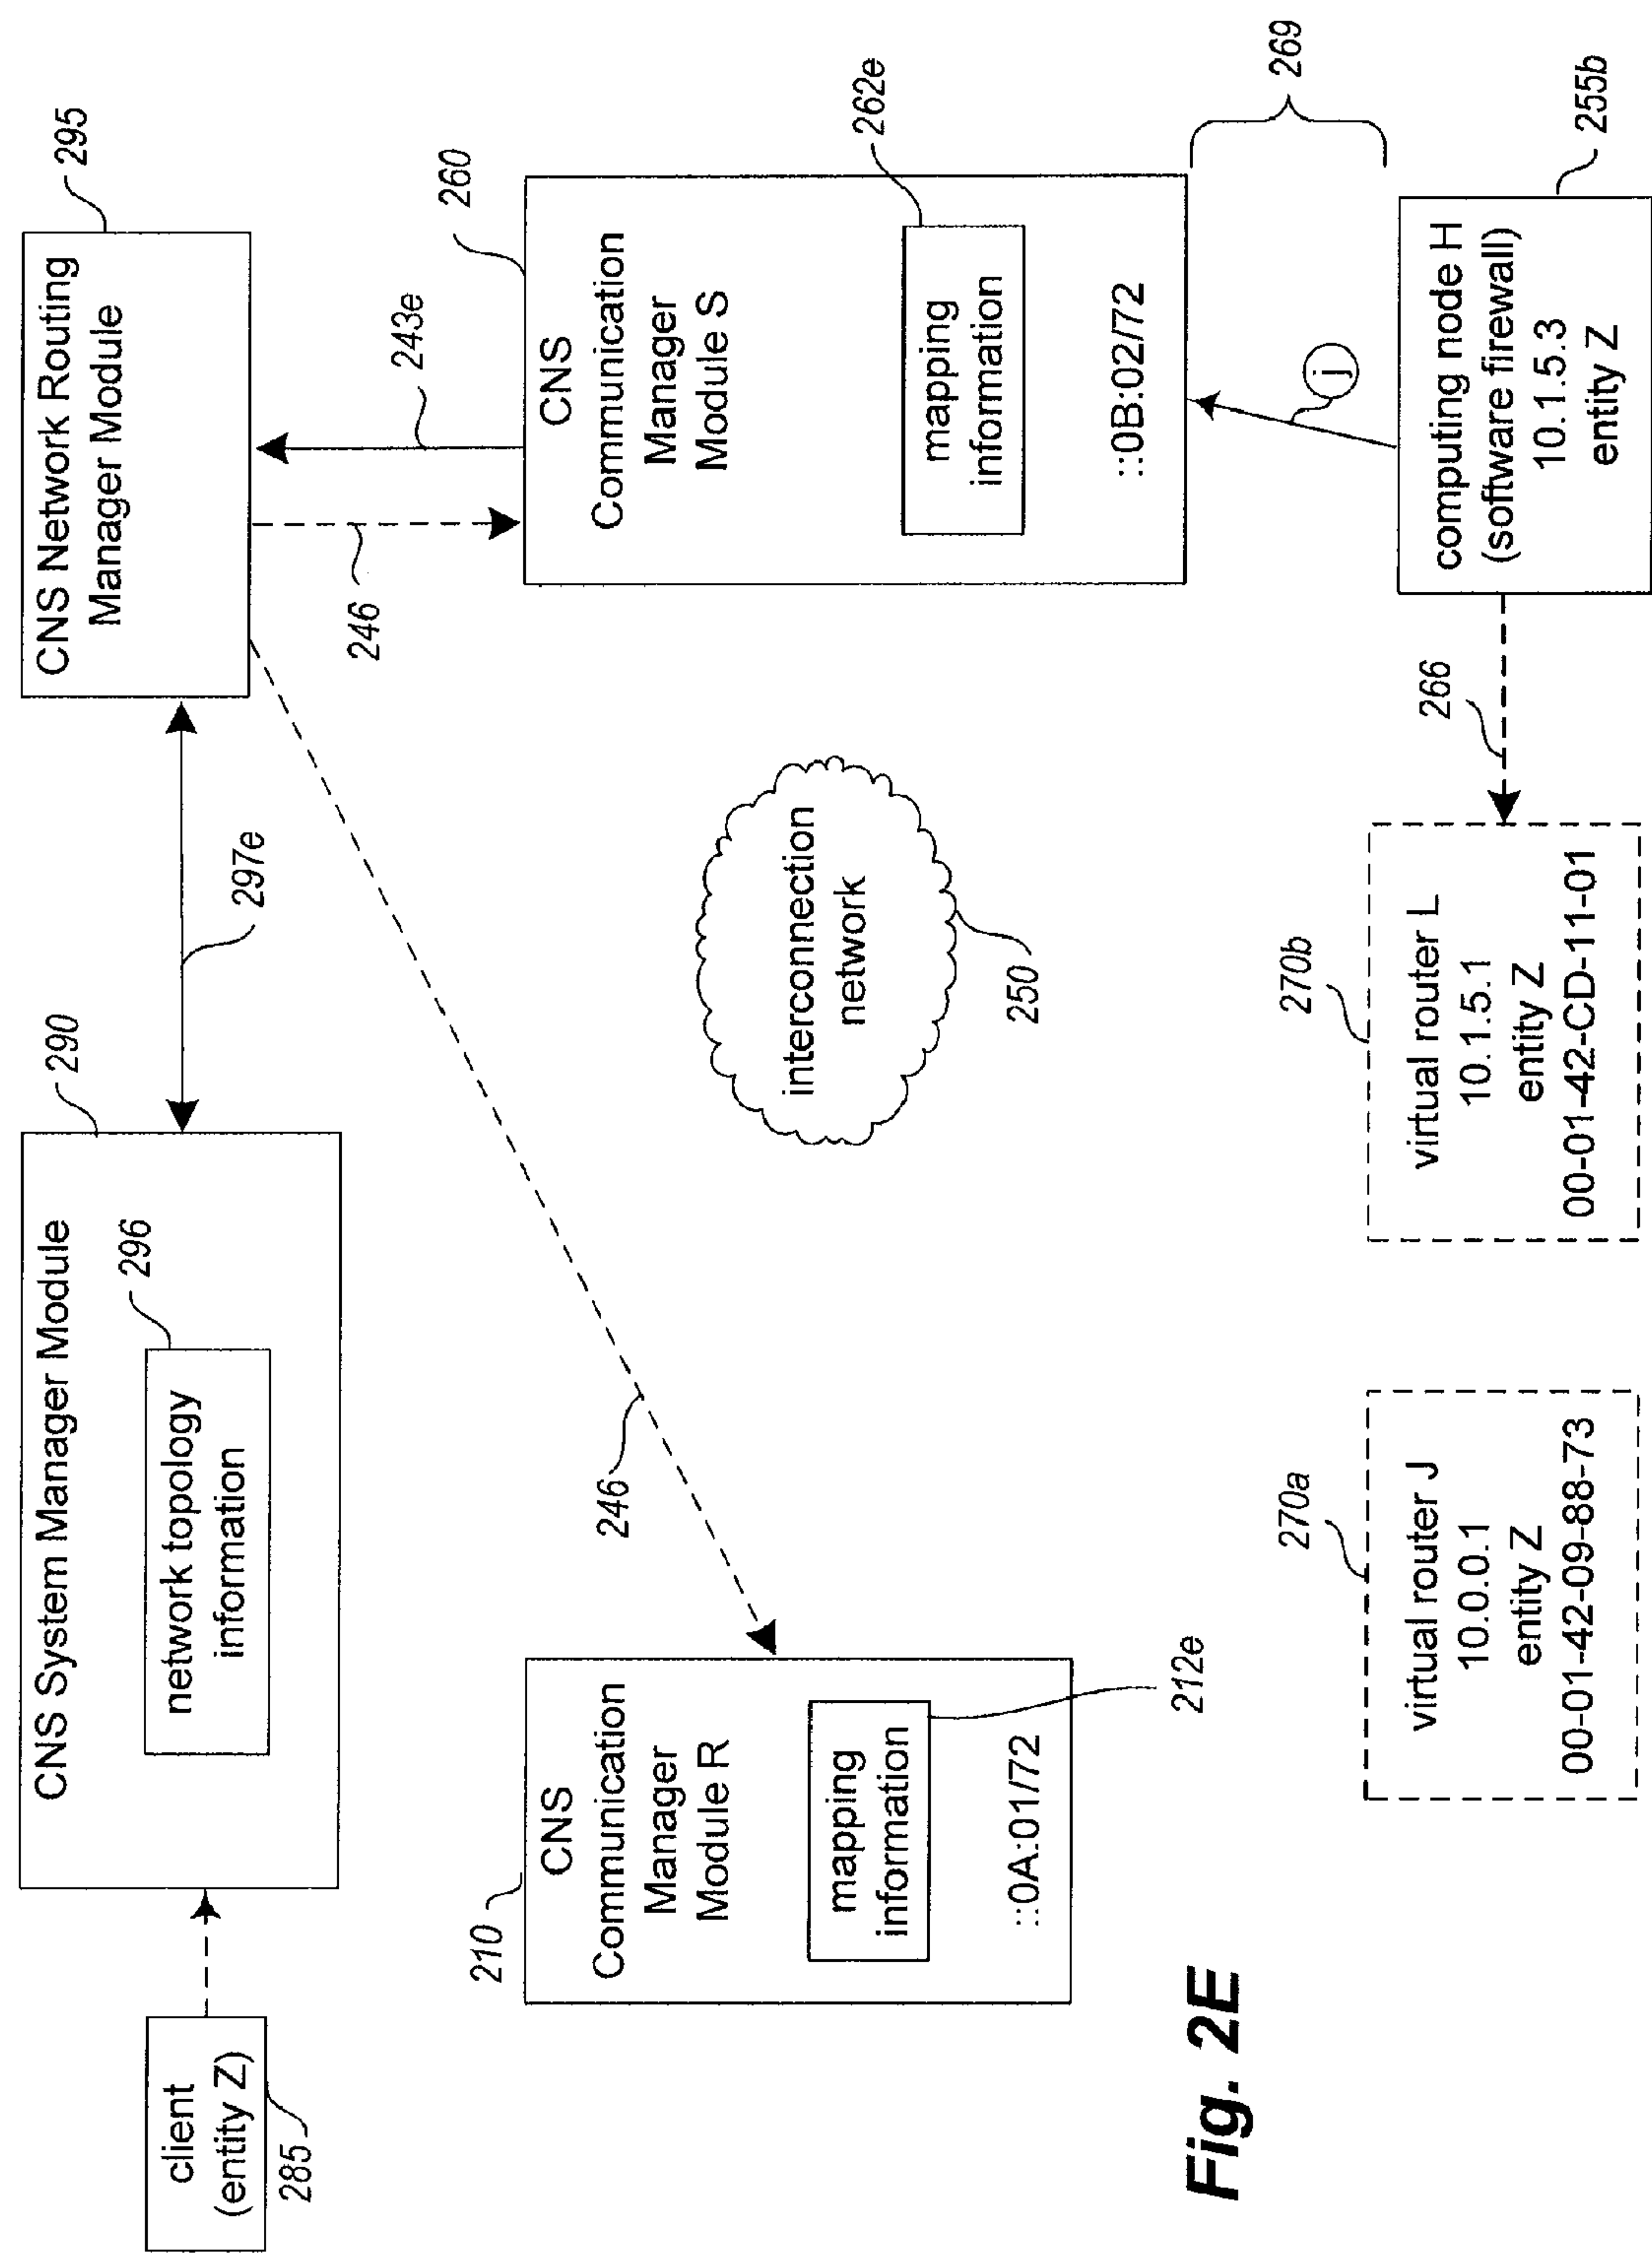 client
(entity Z)
285
CNS System Manager Module
290
network topology
information
296
297e
CNS Network Routing
Manager Module
295
246
243e
246
210
CNS
Communication
Manager
Module R
mapping
information
212e
::0A:01/72
interconnection
network
250
260
CNS
Communication
Manager
Module S
mapping
information
262e
::0B:02/72
j
269
270a
virtual router J
10.0.0.1
entity Z
00-01-42-09-88-73
270b
virtual router L
10.1.5.1
entity Z
00-01-42-CD-11-01
266
computing node H
(software firewall)
10.1.5.3
entity Z
255b
Fig. 2E